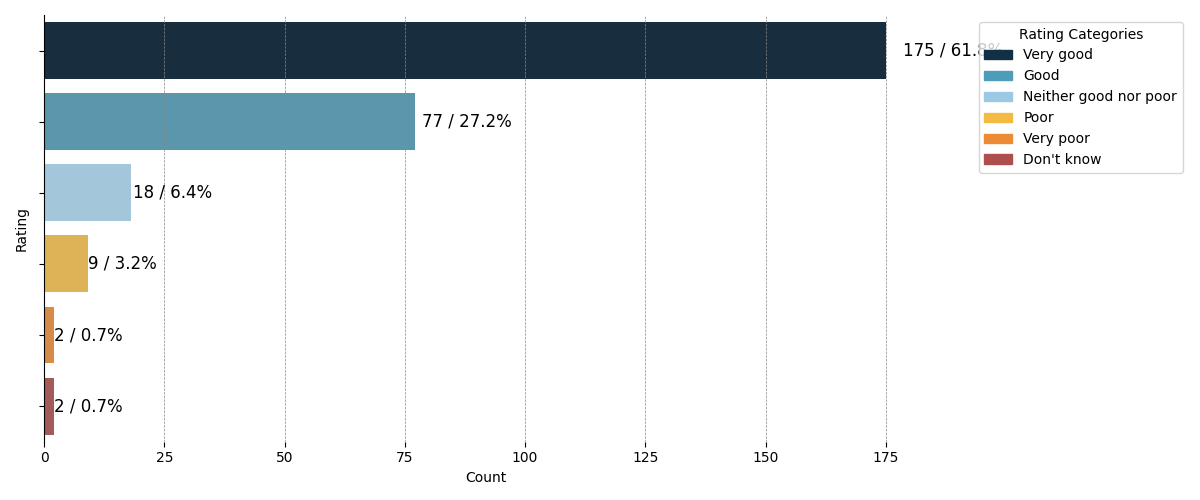 175 / 61.8%
77 / 27.2%
18 / 6.4%
9 / 3.2%
2 / 0.7%
2 / 0.7%
Rating
0 25 50 75 100 125 150 175
Count
Rating Categories
Very good
Good
Neither good nor poor
Poor
Very poor
Don't know